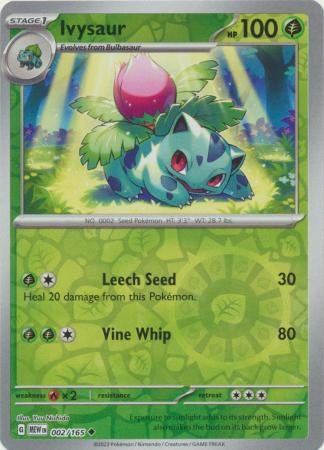 STAGE 1 Ivysaur HP 100
Evolves from Bulbasaur
NO. 0002 Seed Pokémon HT: 3'3" WT: 28.7 lbs.
Leech Seed 30
Heal 20 damage from this Pokémon.
Vine Whip 80
weakness ×2 resistance retreat
Illus. Yuu Nishida
G MEW EN 002/165
Exposure to sunlight adds to its strength.
Sunlight also makes the bud on its back grow larger.
©2023 Pokémon / Nintendo / Creatures / GAME FREAK